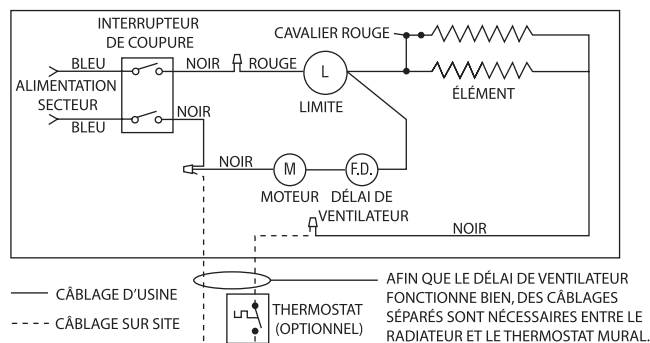 INTERRUPTEUR
DE COUPURE
CAVALIER ROUGE
BLEU
NOIR
ROUGE
L
ALIMENTATION
SECTEUR
LIMITE
ÉLÉMENT
NOIR
BLEU
NOIR
M
F.D.
MOTEUR
DÉLAI DE
VENTILATEUR
NOIR
CÂBLAGE D'USINE
CÂBLAGE SUR SITE
THERMOSTAT
(OPTIONNEL)
AFIN QUE LE DÉLAI DE VENTILATEUR
FONCTIONNE BIEN, DES CÂBLAGES
SÉPARÉS SONT NÉCESSAIRES ENTRE LE
RADIATEUR ET LE THERMOSTAT MURAL.